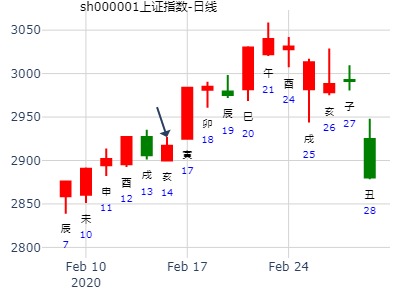 sh000001上证指数-日线
3050
3000
2950
2900
2850
2800
辰
7
未
10
申
11
酉
12
戌
13
亥
14
寅
17
卯
18
辰
19
巳
20
午
21
酉
24
戌
25
亥
26
子
27
丑
28
Feb 10
2020
Feb 17
Feb 24